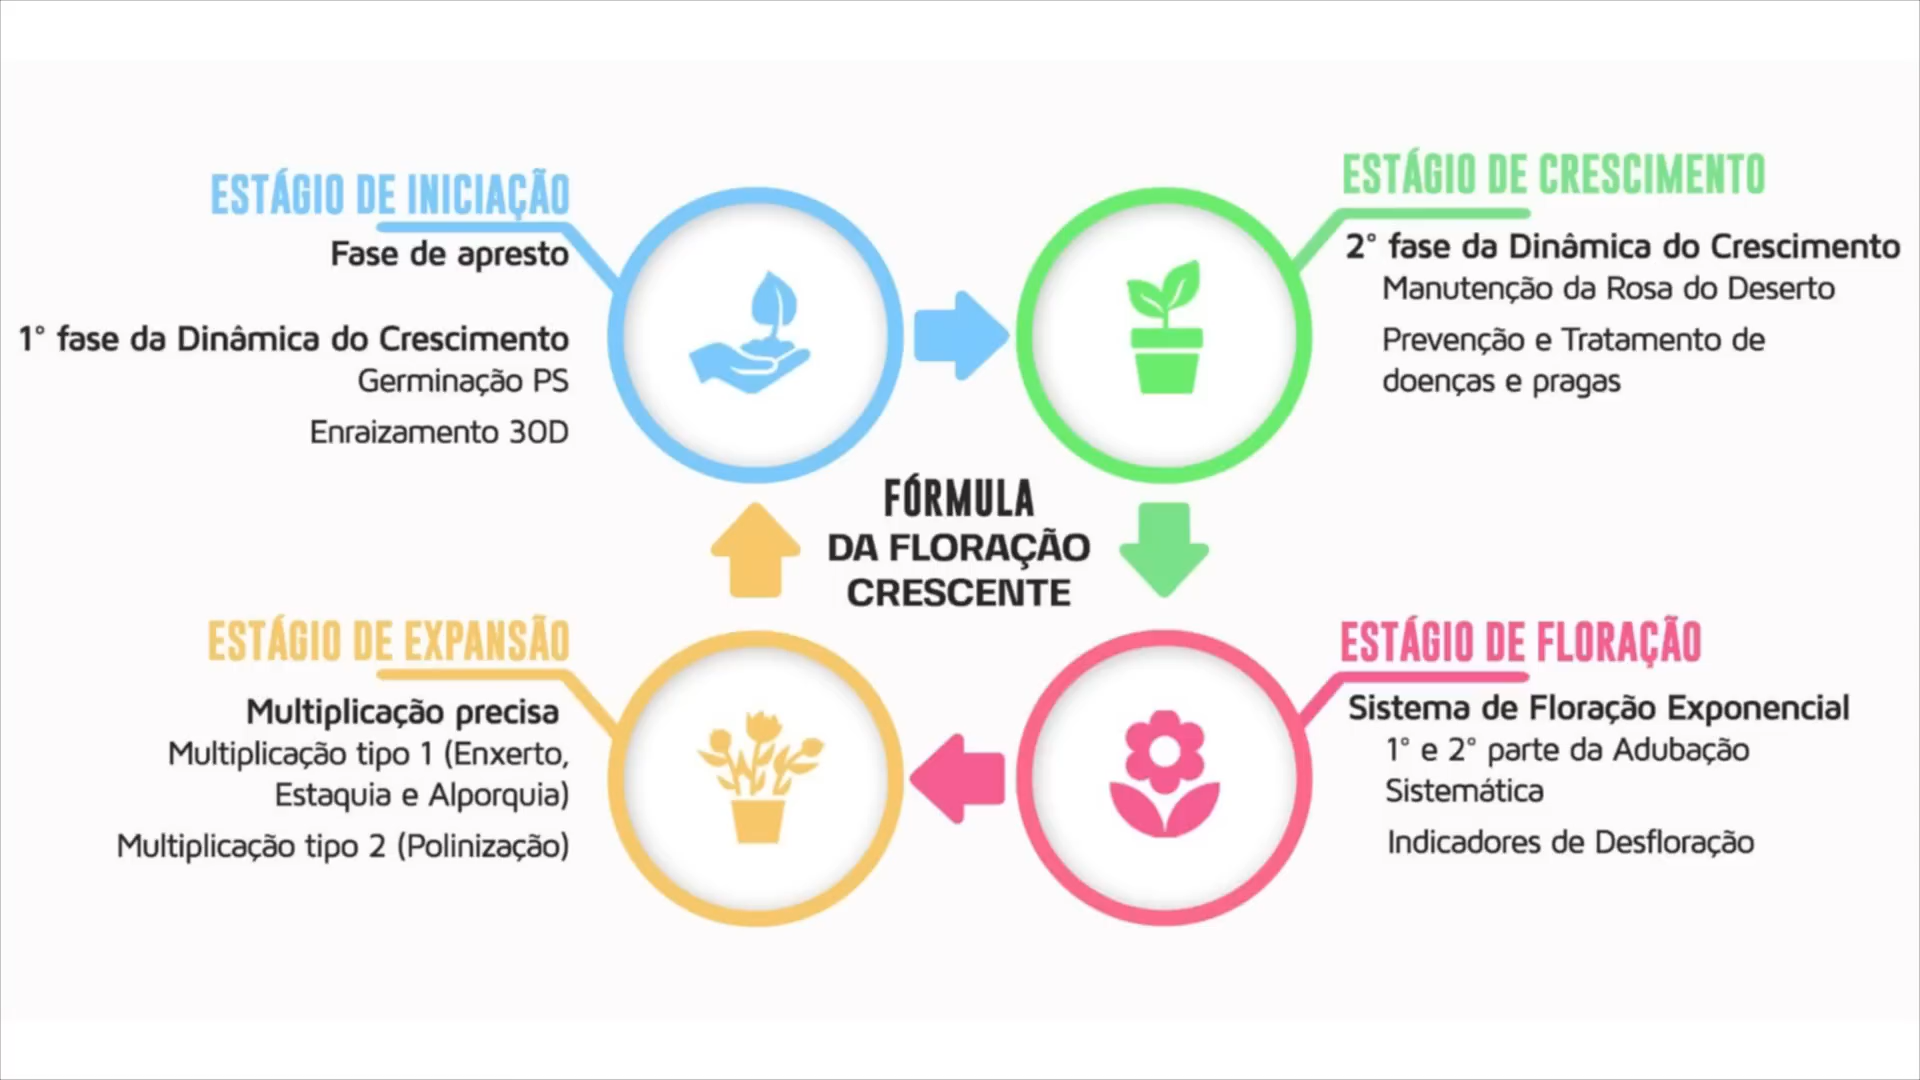 ESTÁGIO DE INICIAÇÃO
Fase de apresto
1° fase da Dinâmica do Crescimento
Germinação PS
Enraizamento 30D
ESTÁGIO DE CRESCIMENTO
2° fase da Dinâmica do Crescimento
Manutenção da Rosa do Deserto
Prevenção e Tratamento de
doenças e pragas
FÓRMULA
DA FLORAÇÃO
CRESCENTE
ESTÁGIO DE EXPANSÃO
Multiplicação precisa
Multiplicação tipo 1 (Enxerto,
Estaquia e Alporquia)
Multiplicação tipo 2 (Polinização)
ESTÁGIO DE FLORAÇÃO
Sistema de Floração Exponencial
1° e 2° parte da Adubação
Sistemática
Indicadores de Desfloração